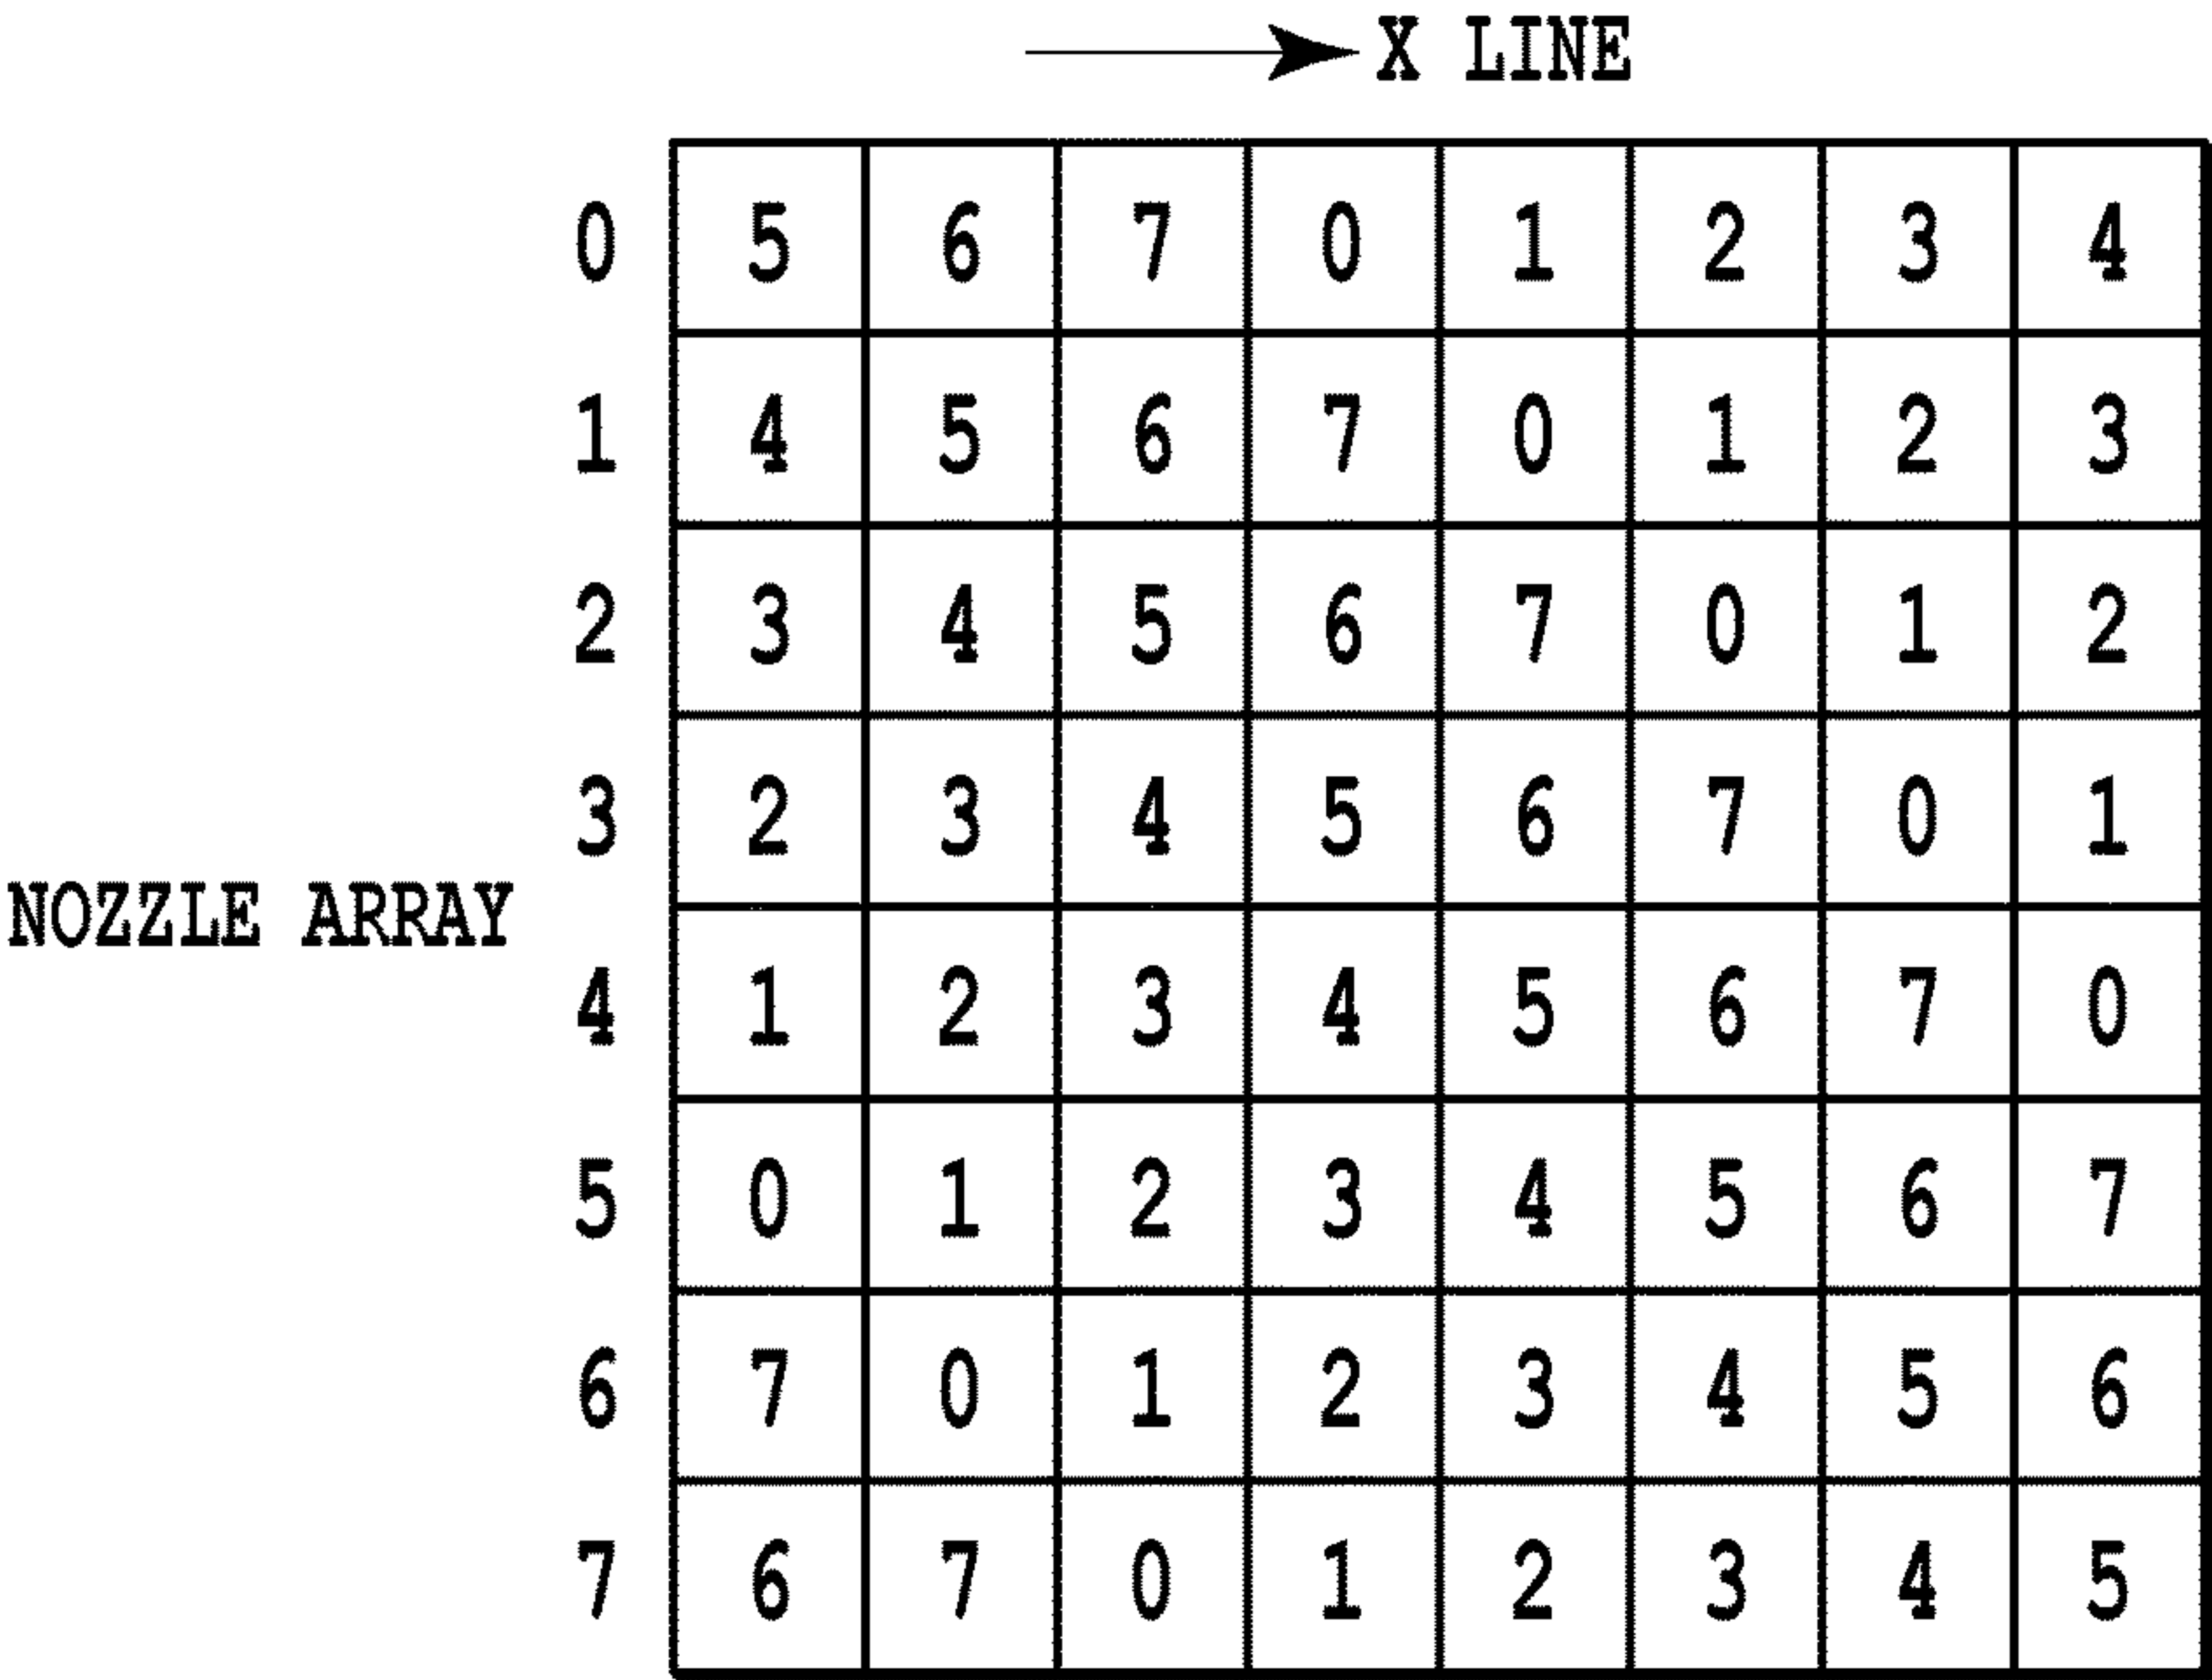 X LINE
0 5 6 7 0 1 2 3 4
1 4 5 6 7 0 1 2 3
2 3 4 5 6 7 0 1 2
3 2 3 4 5 6 7 0 1
NOZZLE ARRAY
4 1 2 3 4 5 6 7 0
5 0 1 2 3 4 5 6 7
6 7 0 1 2 3 4 5 6
7 6 7 0 1 2 3 4 5